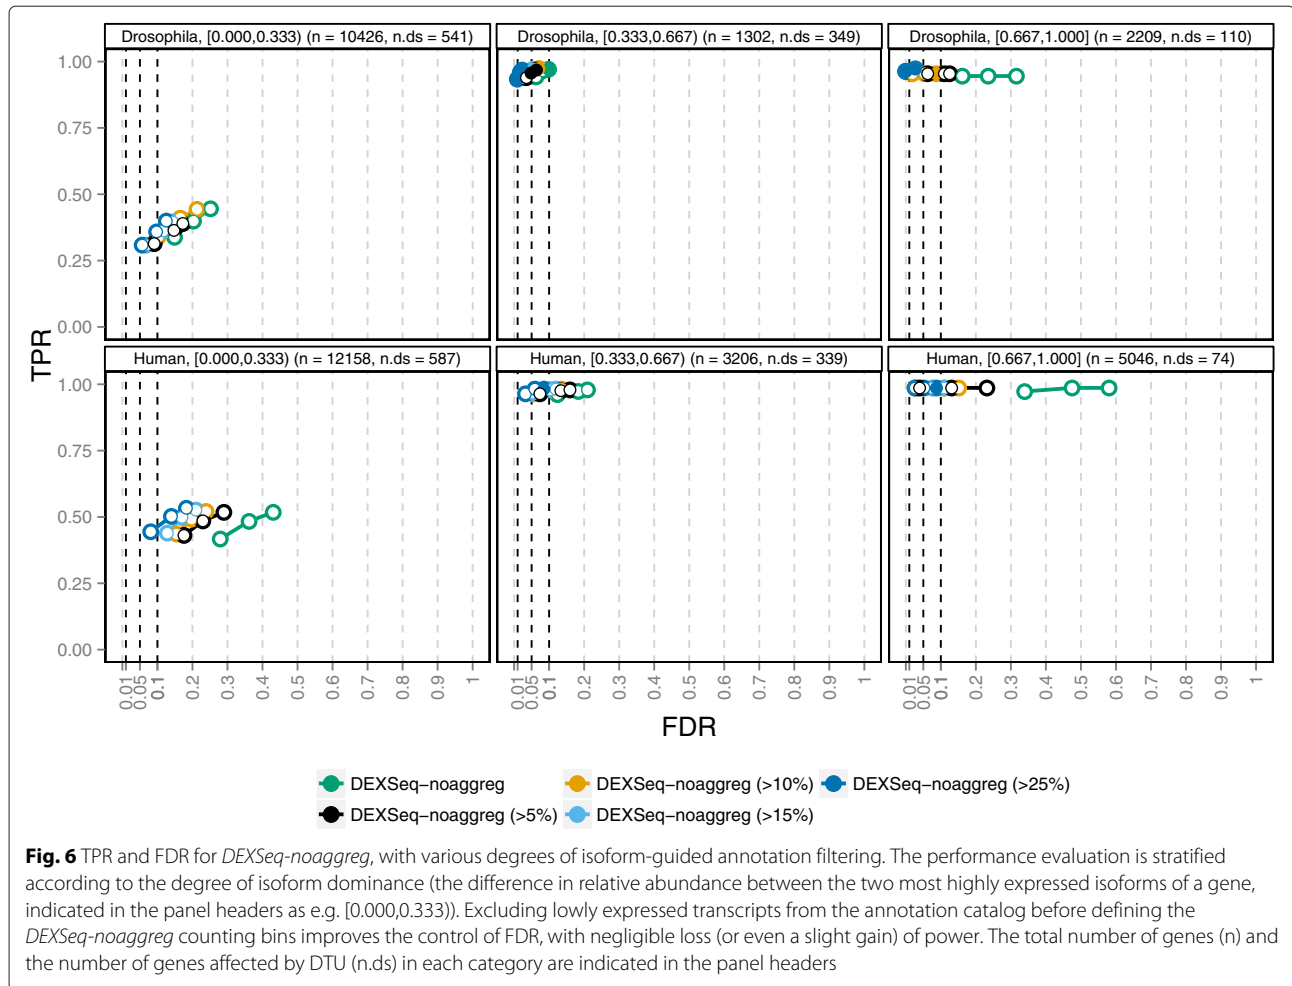 Drosophila, [0.000,0.333) (n = 10426, n.ds = 541)
Drosophila, [0.333,0.667) (n = 1302, n.ds = 349)
Drosophila, [0.667,1.000] (n = 2209, n.ds = 110)
1.00
0.75
0.50
0.25
0.00
TPR
Human, [0.000,0.333) (n = 12158, n.ds = 587)
Human, [0.333,0.667) (n = 3206, n.ds = 339)
Human, [0.667,1.000] (n = 5046, n.ds = 74)
1.00
0.75
0.50
0.25
0.00
0.01
0.05
0.1
0.2
0.3
0.4
0.5
0.6
0.7
0.8
0.9
1
0.01
0.05
0.1
0.2
0.3
0.4
0.5
0.6
0.7
0.8
0.9
1
0.01
0.05
0.1
0.2
0.3
0.4
0.5
0.6
0.7
0.8
0.9
1
FDR
DEXSeq−noaggreg
DEXSeq−noaggreg (>10%)
DEXSeq−noaggreg (>25%)
DEXSeq−noaggreg (>5%)
DEXSeq−noaggreg (>15%)
Fig. 6 TPR and FDR for DEXSeq-noaggreg, with various degrees of isoform-guided annotation filtering. The performance evaluation is stratified
according to the degree of isoform dominance (the difference in relative abundance between the two most highly expressed isoforms of a gene,
indicated in the panel headers as e.g. [0.000,0.333)). Excluding lowly expressed transcripts from the annotation catalog before defining the
DEXSeq-noaggreg counting bins improves the control of FDR, with negligible loss (or even a slight gain) of power. The total number of genes (n) and
the number of genes affected by DTU (n.ds) in each category are indicated in the panel headers